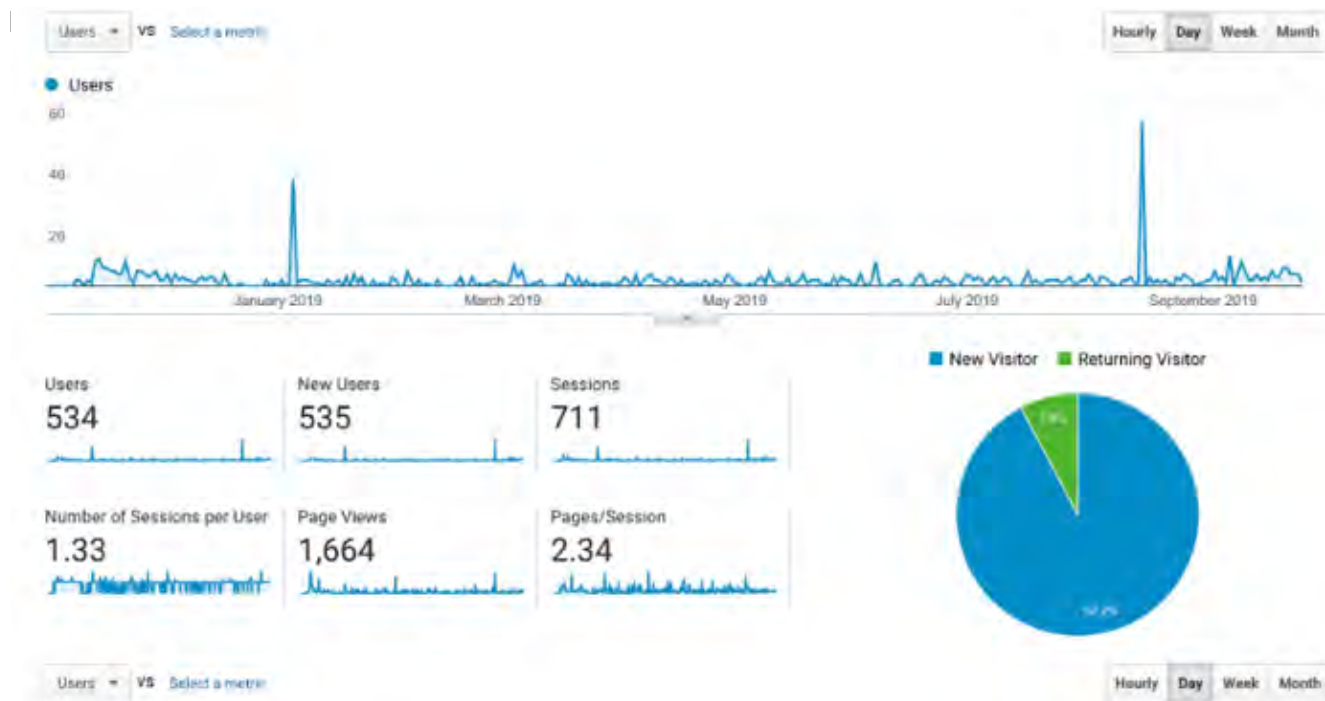 Users VS Select a metric Hourly Day Week Month
Users
60
40
20
January 2019 March 2019 May 2019 July 2019 September 2019
New Visitor Returning Visitor
Users New Users Sessions
534 535 711
Number of Sessions per User Page Views Pages/Session
1.33 1,664 2.34
Users VS Select a metric Hourly Day Week Month